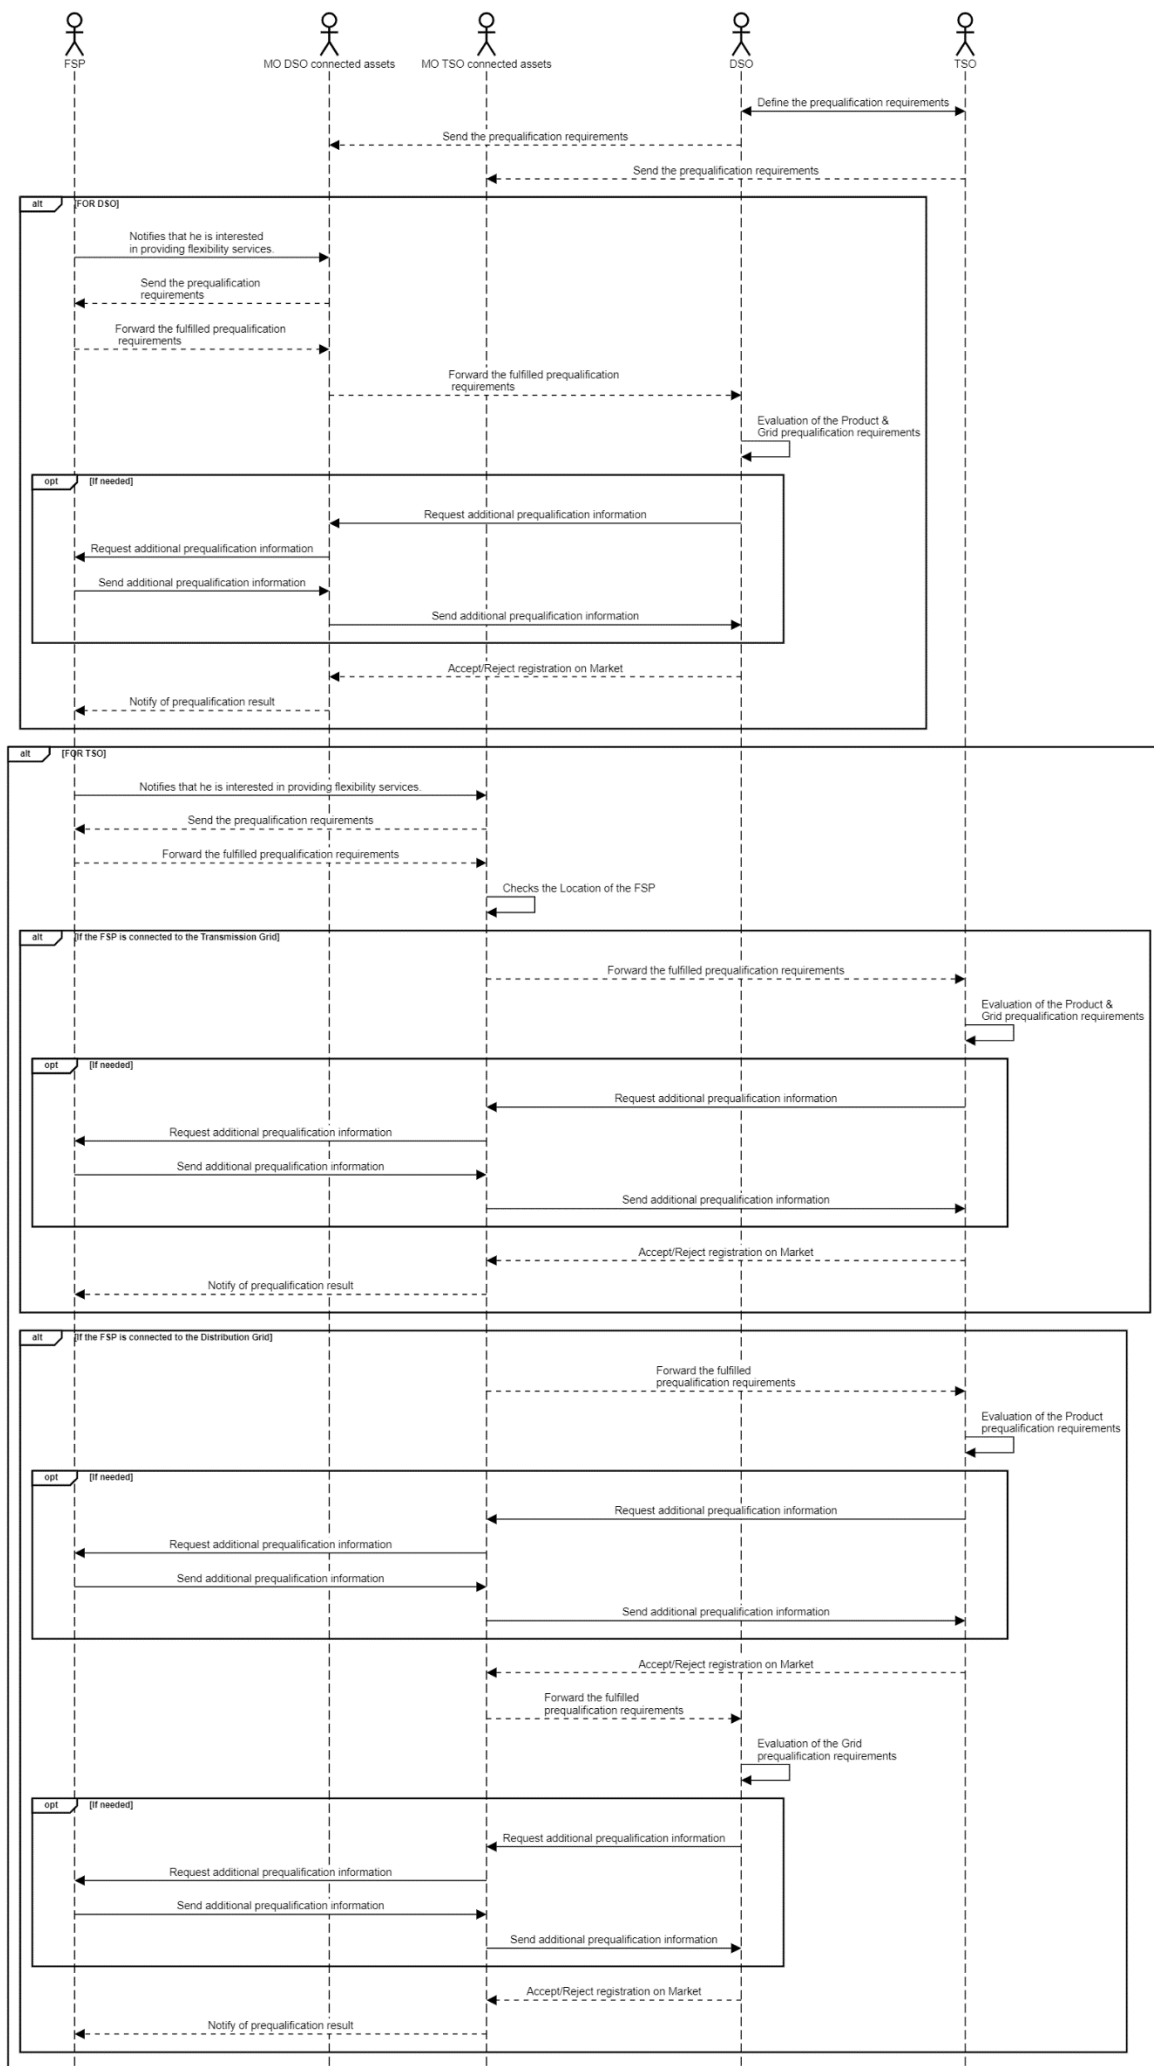 FSP
MO DSO connected assets
MO TSO connected assets
DSO
TSO
Define the prequalification requirements
Send the prequalification requirements
Send the prequalification requirements
alt
[FOR DSO]
Notifies that he is interested
in providing flexibility services.
Send the prequalification
requirements
Forward the fulfilled prequalification
requirements
Forward the fulfilled prequalification
requirements
Evaluation of the Product &
Grid prequalification requirements
opt
[If needed]
Request additional prequalification information
Request additional prequalification information
Send additional prequalification information
Send additional prequalification information
Accept/Reject registration on Market
Notify of prequalification result
alt
[FOR TSO]
Notifies that he is interested in providing flexibility services.
Send the prequalification requirements
Forward the fulfilled prequalification requirements
Checks the Location of the FSP
alt
[If the FSP is connected to the Transmission Grid]
Forward the fulfilled prequalification requirements
Evaluation of the Product &
Grid prequalification requirements
opt
[If needed]
Request additional prequalification information
Request additional prequalification information
Send additional prequalification information
Send additional prequalification information
Accept/Reject registration on Market
Notify of prequalification result
alt
[If the FSP is connected to the Distribution Grid]
Forward the fulfilled
prequalification requirements
Evaluation of the Product
prequalification requirements
opt
[If needed]
Request additional prequalification information
Request additional prequalification information
Send additional prequalification information
Send additional prequalification information
Accept/Reject registration on Market
Forward the fulfilled
prequalification requirements
Evaluation of the Grid
prequalification requirements
opt
[If needed]
Request additional prequalification information
Request additional prequalification information
Send additional prequalification information
Send additional prequalification information
Accept/Reject registration on Market
Notify of prequalification result